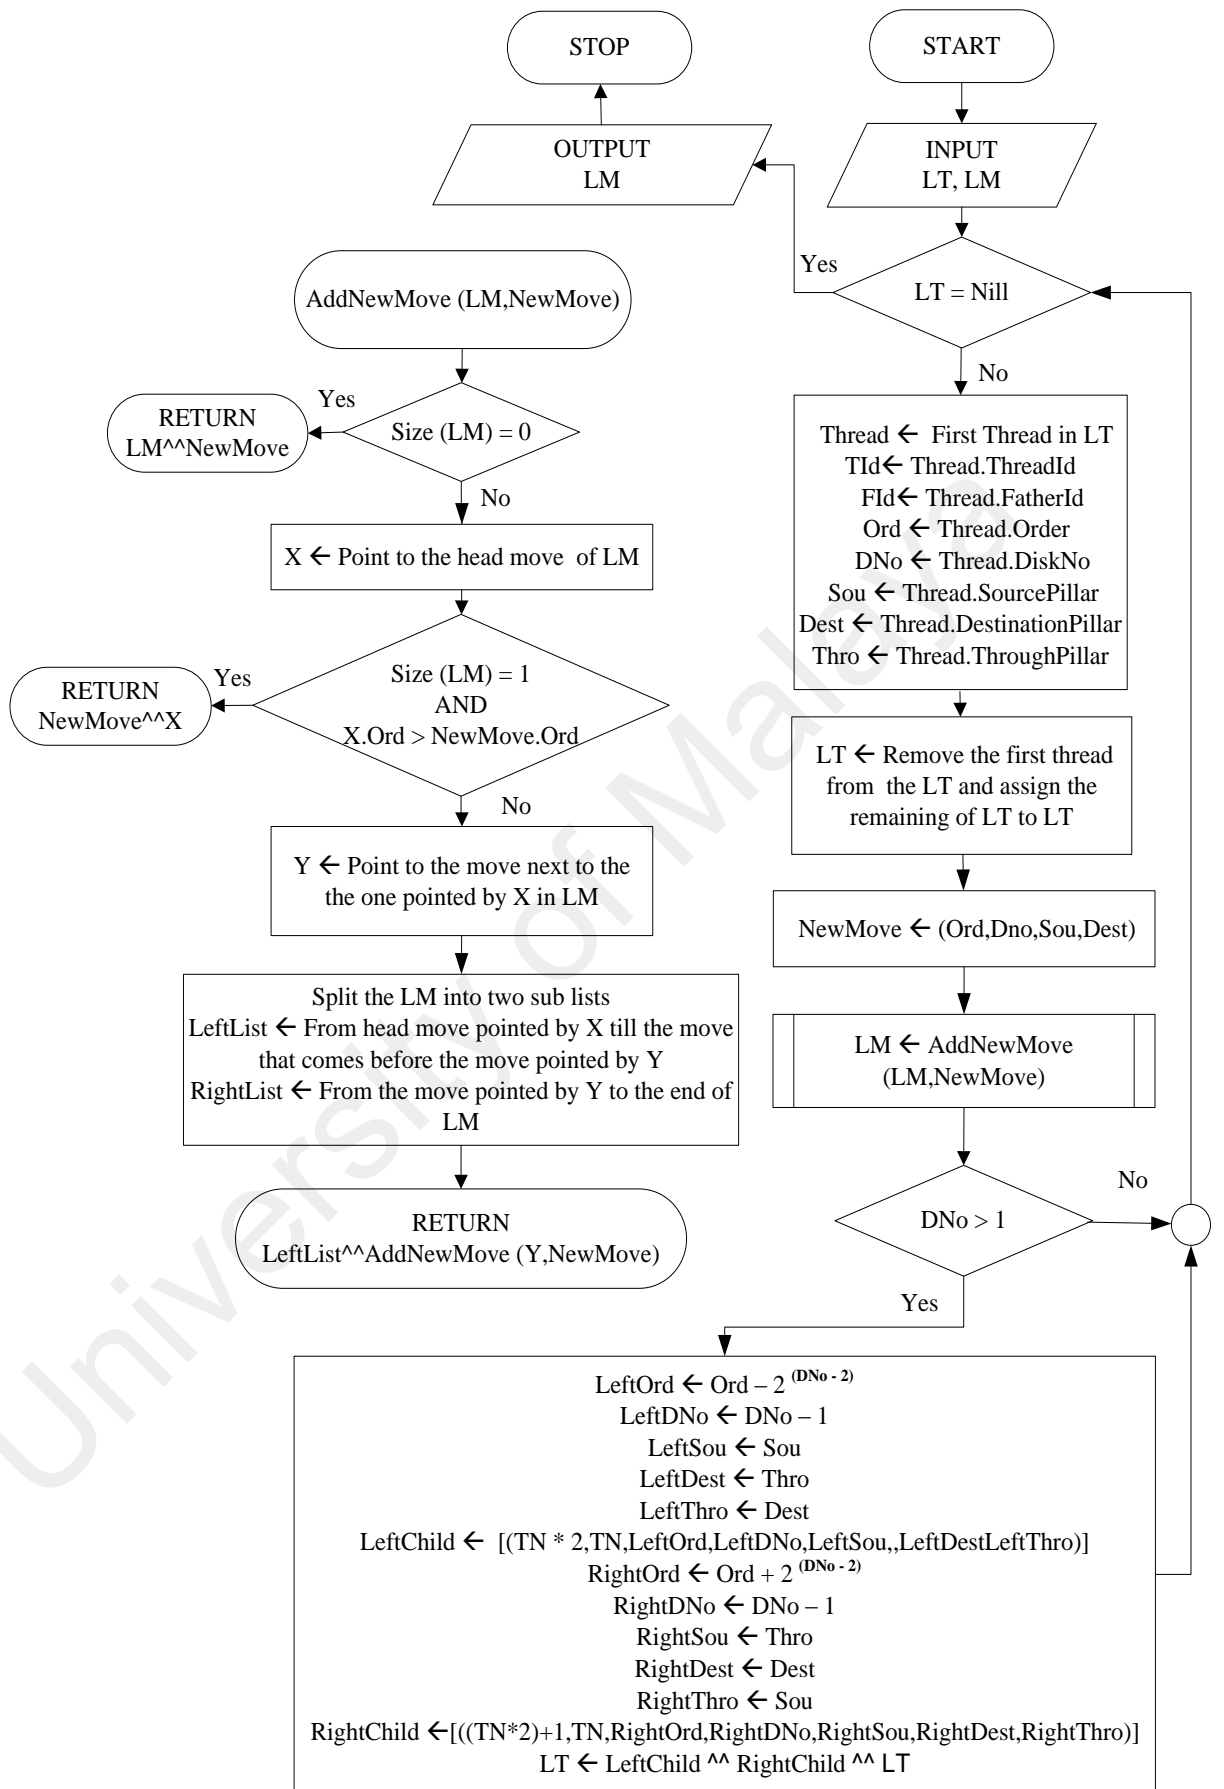 STOP
START
OUTPUT
LM
INPUT
LT, LM
Yes
LT = Nill
No
AddNewMove (LM,NewMove)
Yes
RETURN
LM^^NewMove
Size (LM) = 0
No
X ← Point to the head move of LM
Yes
RETURN
NewMove^^X
Size (LM) = 1
AND
X.Ord > NewMove.Ord
No
Y ← Point to the move next to the
the one pointed by X in LM
Split the LM into two sub lists
LeftList ← From head move pointed by X till the move
that comes before the move pointed by Y
RightList ← From the move pointed by Y to the end of
LM
RETURN
LeftList^^AddNewMove (Y,NewMove)
Thread ← First Thread in LT
TId← Thread.ThreadId
FId← Thread.FatherId
Ord ← Thread.Order
DNo ← Thread.DiskNo
Sou ← Thread.SourcePillar
Dest ← Thread.DestinationPillar
Thro ← Thread.ThroughPillar
LT ← Remove the first thread
from the LT and assign the
remaining of LT to LT
NewMove ← (Ord,Dno,Sou,Dest)
LM ← AddNewMove
(LM,NewMove)
DNo > 1
No
Yes
LeftOrd ← Ord – 2 (DNo - 2)
LeftDNo ← DNo – 1
LeftSou ← Sou
LeftDest ← Thro
LeftThro ← Dest
LeftChild ← [(TN * 2,TN,LeftOrd,LeftDNo,LeftSou,,LeftDestLeftThro)]
RightOrd ← Ord + 2 (DNo - 2)
RightDNo ← DNo – 1
RightSou ← Thro
RightDest ← Dest
RightThro ← Sou
RightChild ←[((TN*2)+1,TN,RightOrd,RightDNo,RightSou,RightDest,RightThro)]
LT ← LeftChild ^^ RightChild ^^ LT
University of Malaya